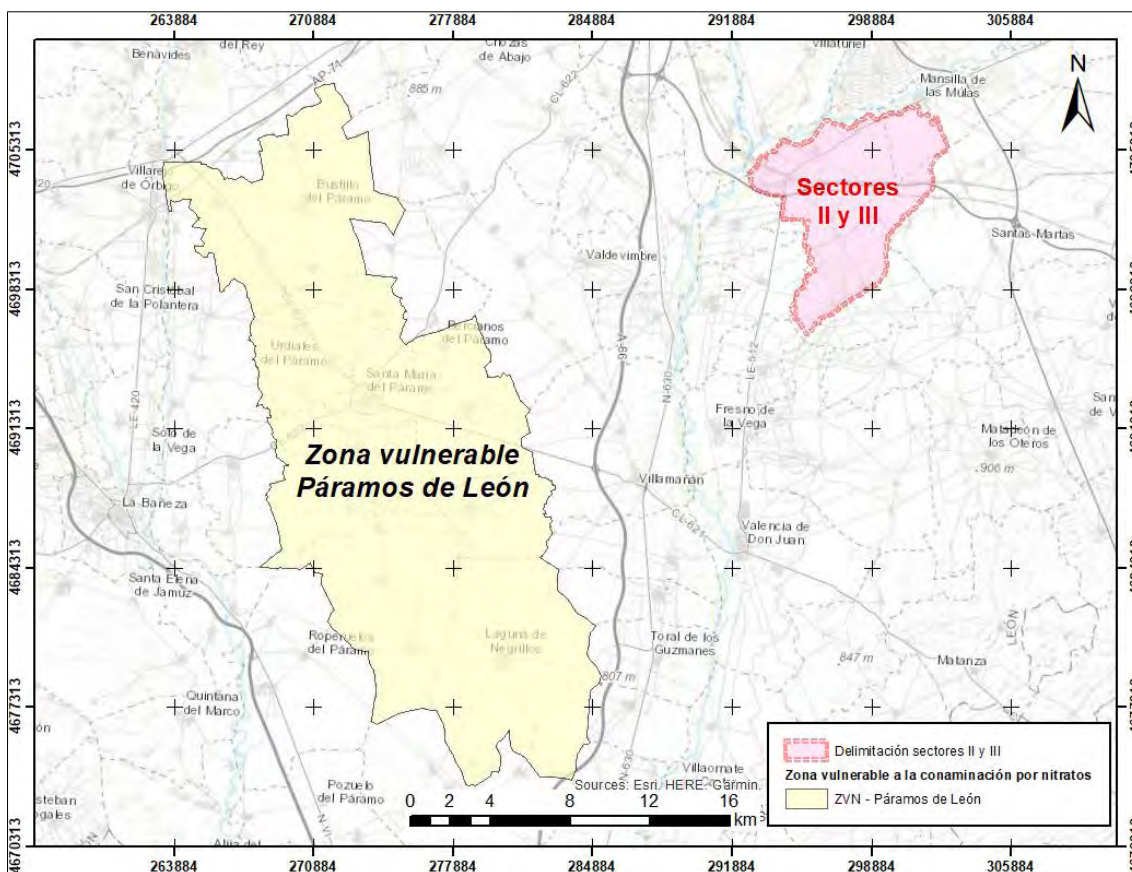 263884 270884 277884 284884 291884 298884 305884
del Rey
Benavides
Chozas
de Abajo
Villaturiel
AP-71
885 m
CL-622
Mansilla de
las Mulas
N
4705313
Villarejo
de Órbigo
Bustillo
del Páramo
Sectores
II y III
Santas-Martas
Valdevimbre
4698313
San Cristóbal
de la Polantera
Bercianos
del Páramo
Urdiales
del Páramo
Santa María
del Páramo
A-66
N-630
LE-512
LE-420
4691313
Soto de
la Vega
Fresno de
la Vega
Matadeón de
los Oteros
906 m
Zona vulnerable
Páramos de León
La Bañeza
Villamañán
CL-621
Valencia de
Don Juan
4684313
Santa Elena
de Jamuz
Roperuelos
del Páramo
Laguna de
Negrillos
Toral de los
Guzmanes
LEON
847 m
Matanza
807 m
4677313
Quintana
del Marco
Delimitación sectores II y III
Zona vulnerable a la conaminación por nitratos
ZVN - Páramos de León
Pozuelo
del Páramo
N-VI
N-630
Villaornate
Sources: Esri, HERE, Garmin,
0 2 4 8 12 16
km
4670313
263884 270884 277884 284884 291884 298884 305884